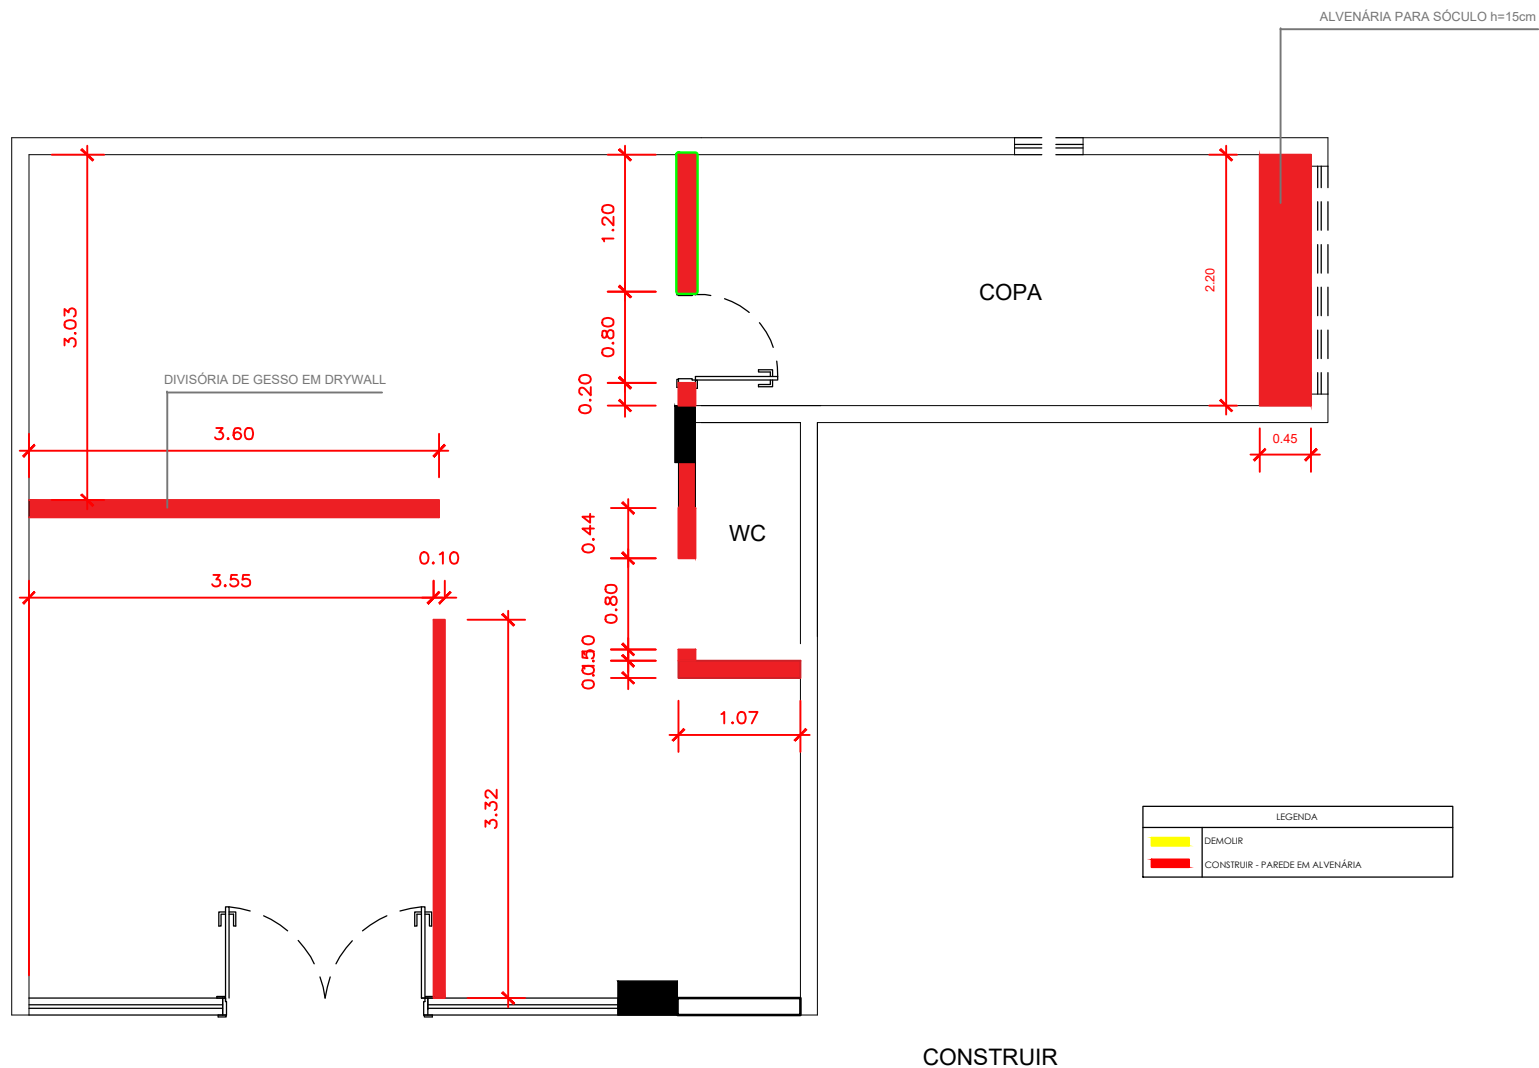 ALVENÁRIA PARA SÓCULO h=15cm
1.20
COPA
2.20
3.03
0.80
DIVISÓRIA DE GESSO EM DRYWALL
0.20
3.60
0.45
0.44
WC
0.10
3.55
0.80
1.07
3.32
LEGENDA
DEMOLIR
CONSTRUIR - PAREDE EM ALVENÁRIA
CONSTRUIR